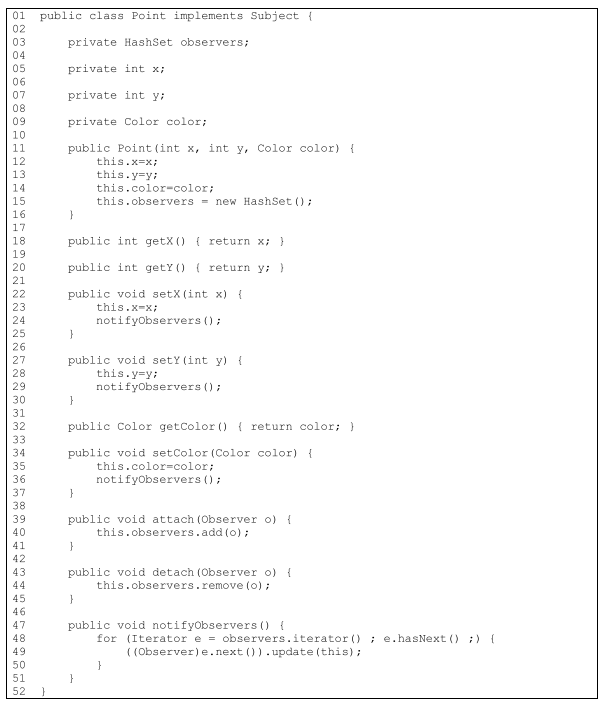 01 public class Point implements Subject {
02
03     private HashSet observers;
04
05     private int x;
06
07     private int y;
08
09     private Color color;
10
11     public Point(int x, int y, Color color) {
12         this.x=x;
13         this.y=y;
14         this.color=color;
15         this.observers = new HashSet();
16     }
17
18     public int getX() { return x; }
19
20     public int getY() { return y; }
21
22     public void setX(int x) {
23         this.x=x;
24         notifyObservers();
25     }
26
27     public void setY(int y) {
28         this.y=y;
29         notifyObservers();
30     }
31
32     public Color getColor() { return color; }
33
34     public void setColor(Color color) {
35         this.color=color;
36         notifyObservers();
37     }
38
39     public void attach(Observer o) {
40         this.observers.add(o);
41     }
42
43     public void detach(Observer o) {
44         this.observers.remove(o);
45     }
46
47     public void notifyObservers() {
48         for (Iterator e = observers.iterator() ; e.hasNext() ;) {
49             ((Observer)e.next()).update(this);
50         }
51     }
52 }